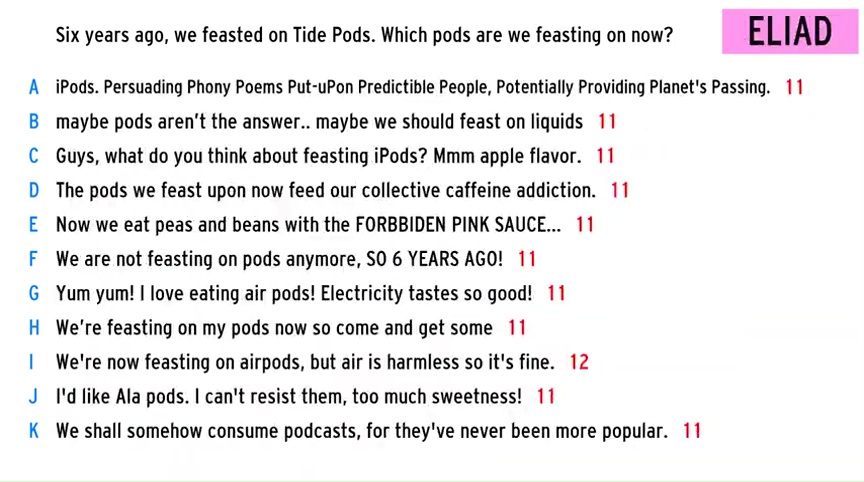 Six years ago, we feasted on Tide Pods. Which pods are we feasting on now?
ELIAD
A iPods. Persuading Phony Poems Put-uPon Predictible People, Potentially Providing Planet's Passing. 11
B maybe pods aren't the answer.. maybe we should feast on liquids 11
C Guys, what do you think about feasting iPods? Mmm apple flavor. 11
D The pods we feast upon now feed our collective caffeine addiction. 11
E Now we eat peas and beans with the FORBBIDEN PINK SAUCE... 11
F We are not feasting on pods anymore, SO 6 YEARS AGO! 11
G Yum yum! I love eating air pods! Electricity tastes so good! 11
H We're feasting on my pods now so come and get some 11
I We're now feasting on airpods, but air is harmless so it's fine. 12
J I'd like Ala pods. I can't resist them, too much sweetness! 11
K We shall somehow consume podcasts, for they've never been more popular. 11